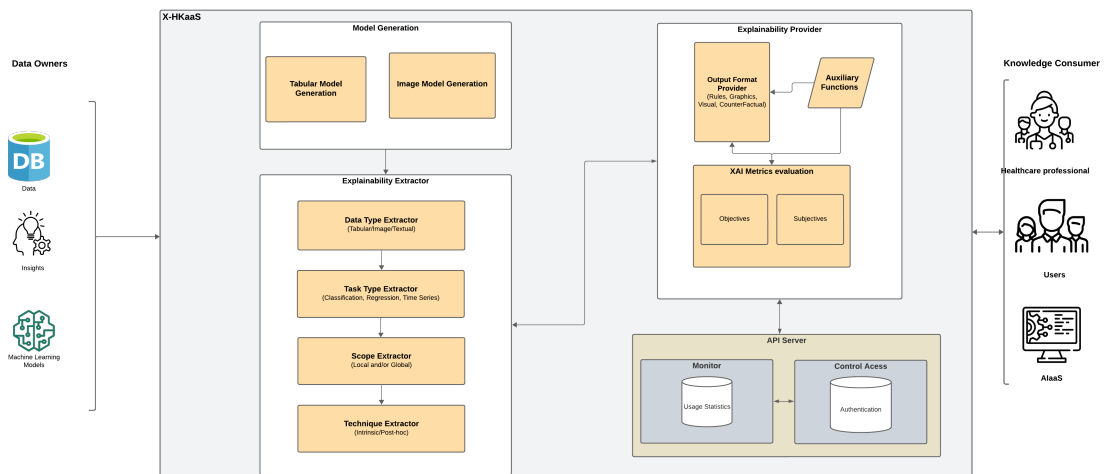 X-HKaaS
Data Owners
DB
Data
Insights
Machine Learning
Models
Model Generation
Tabular Model
Generation
Image Model Generation
Explainability Extractor
Data Type Extractor
(Tabular/Image/Textual)
Task Type Extractor
(Classification, Regression, Time Series)
Scope Extractor
(Local and/or Global)
Technique Extractor
(Intrinsic/Post-hoc)
Explainability Provider
Output Format
Provider
(Rules, Graphics,
Visual, CounterFactual)
Auxiliary
Functions
XAI Metrics evaluation
Objectives
Subjectives
API Server
Monitor
Usage Statistics
Control Acess
Authentication
Knowledge Consumer
Healthcare professional
Users
AIaaS